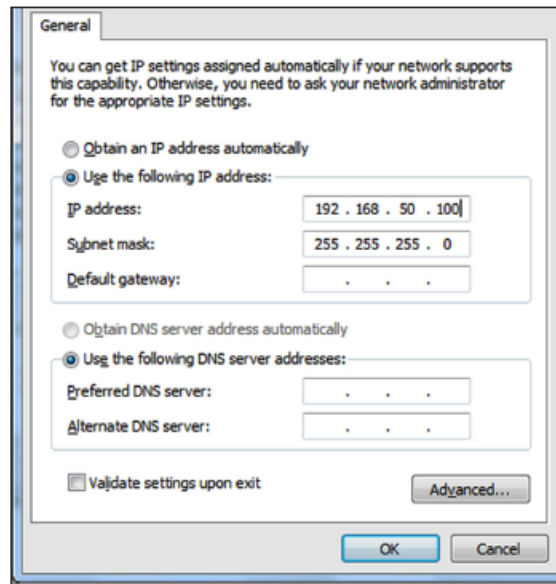 General
You can get IP settings assigned automatically if your network supports
this capability. Otherwise, you need to ask your network administrator
for the appropriate IP settings.
Obtain an IP address automatically
Use the following IP address:
IP address: 192 . 168 . 50 . 100
Subnet mask: 255 . 255 . 255 . 0
Default gateway: . . .
Obtain DNS server address automatically
Use the following DNS server addresses:
Preferred DNS server: . . .
Alternate DNS server: . . .
Validate settings upon exit
Advanced...
OK Cancel